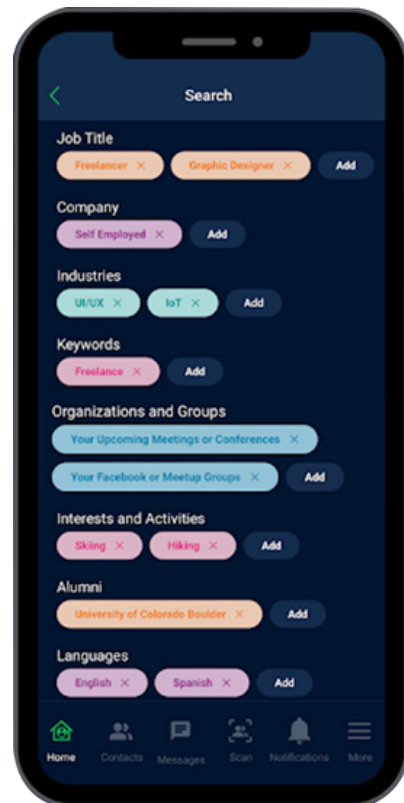 Search
Job Title
Freelancer × Graphic Designer × Add
Company
Self Employed × Add
Industries
UI/UX × IoT × Add
Keywords
Freelance × Add
Organizations and Groups
Your Upcoming Meetings or Conferences ×
Your Facebook or Meetup Groups × Add
Interests and Activities
Skiing × Hiking × Add
Alumni
University of Colorado Boulder × Add
Languages
English × Spanish × Add
Home Contacts Messages Scan Notifications More